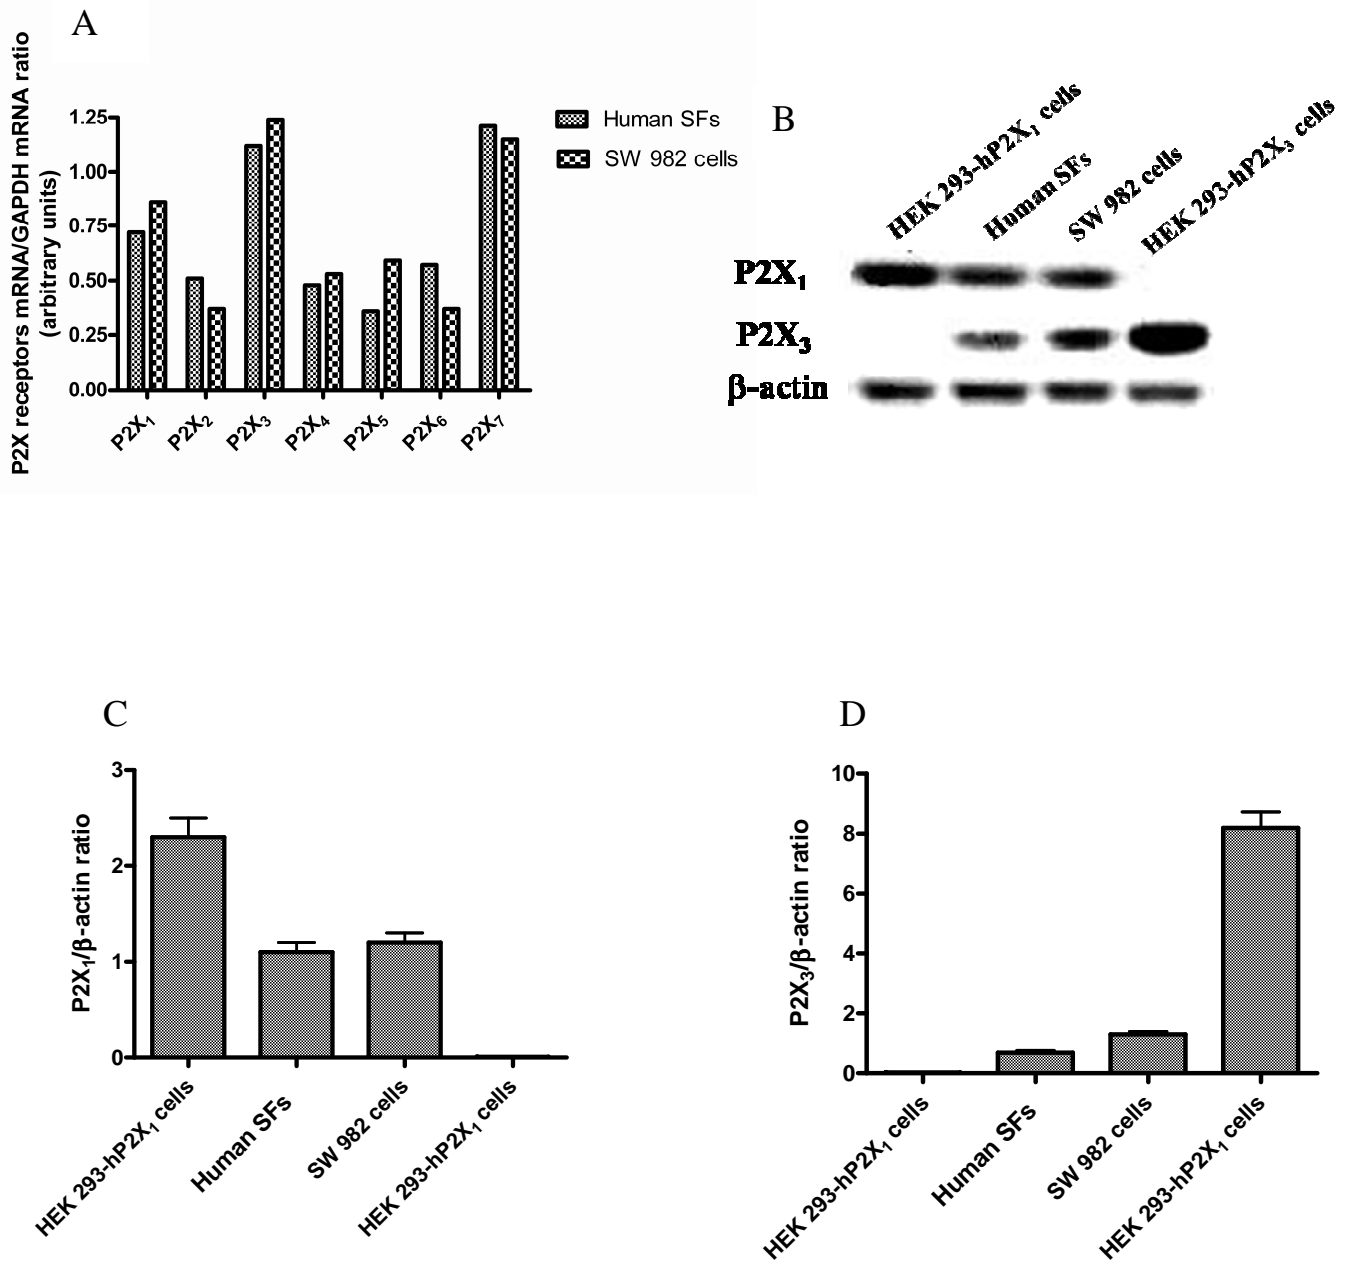 A
P2X receptors mRNA/GAPDH mRNA ratio
(arbitrary units)
1.25
1.00
0.75
0.50
0.25
0.00
P2X₁
P2X₂
P2X₃
P2X₄
P2X₅
P2X₆
P2X₇
Human SFs
SW 982 cells
B
HEK 293-hP2X₁ cells
Human SFs
SW 982 cells
HEK 293-hP2X₃ cells
P2X₁
P2X₃
β-actin
C
P2X₁/β-actin ratio
3
2
1
0
HEK 293-hP2X₁ cells
Human SFs
SW 982 cells
HEK 293-hP2X₁ cells
D
P2X₃/β-actin ratio
10
8
6
4
2
0
HEK 293-hP2X₁ cells
Human SFs
SW 982 cells
HEK 293-hP2X₁ cells